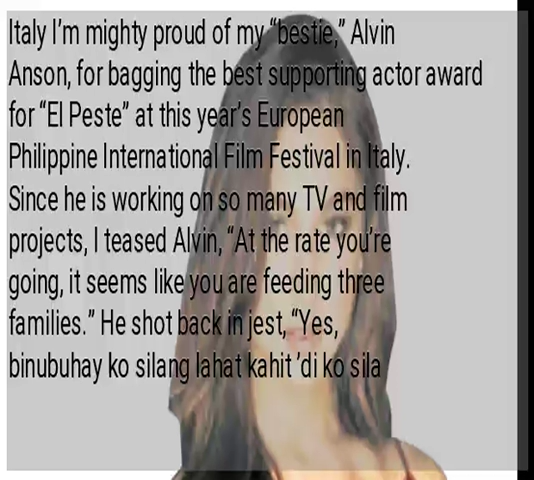 Italy I’m mighty proud of my “bestie,” Alvin
Anson, for bagging the best supporting actor award
for “El Peste” at this year’s European
Philippine International Film Festival in Italy.
Since he is working on so many TV and film
projects, I teased Alvin, “At the rate you’re
going, it seems like you are feeding three
families.” He shot back in jest, “Yes,
binubuhay ko silang lahat kahit ’di ko sila